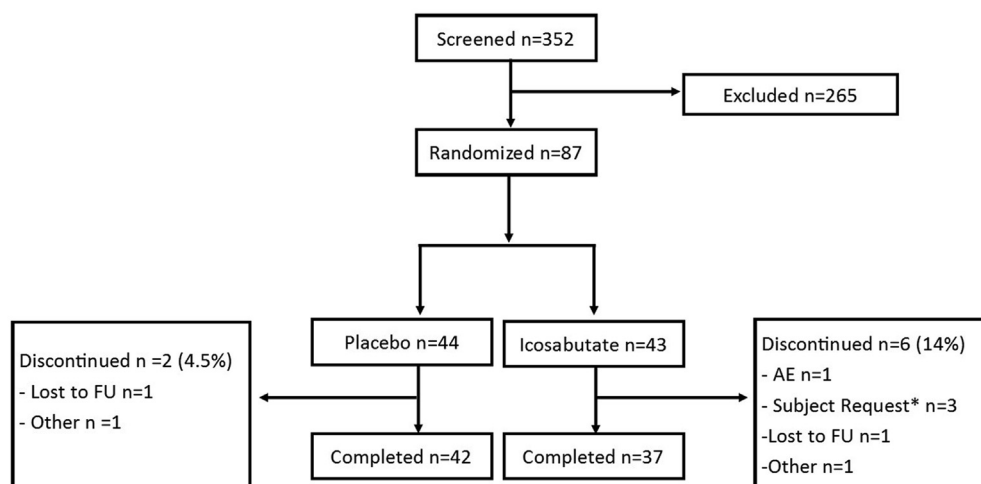 Screened n=352
Excluded n=265
Randomized n=87
Placebo n=44
Icosabutate n=43
Discontinued n =2 (4.5%)
- Lost to FU n=1
- Other n =1
Discontinued n=6 (14%)
- AE n=1
- Subject Request* n=3
-Lost to FU n=1
-Other n=1
Completed n=42
Completed n=37